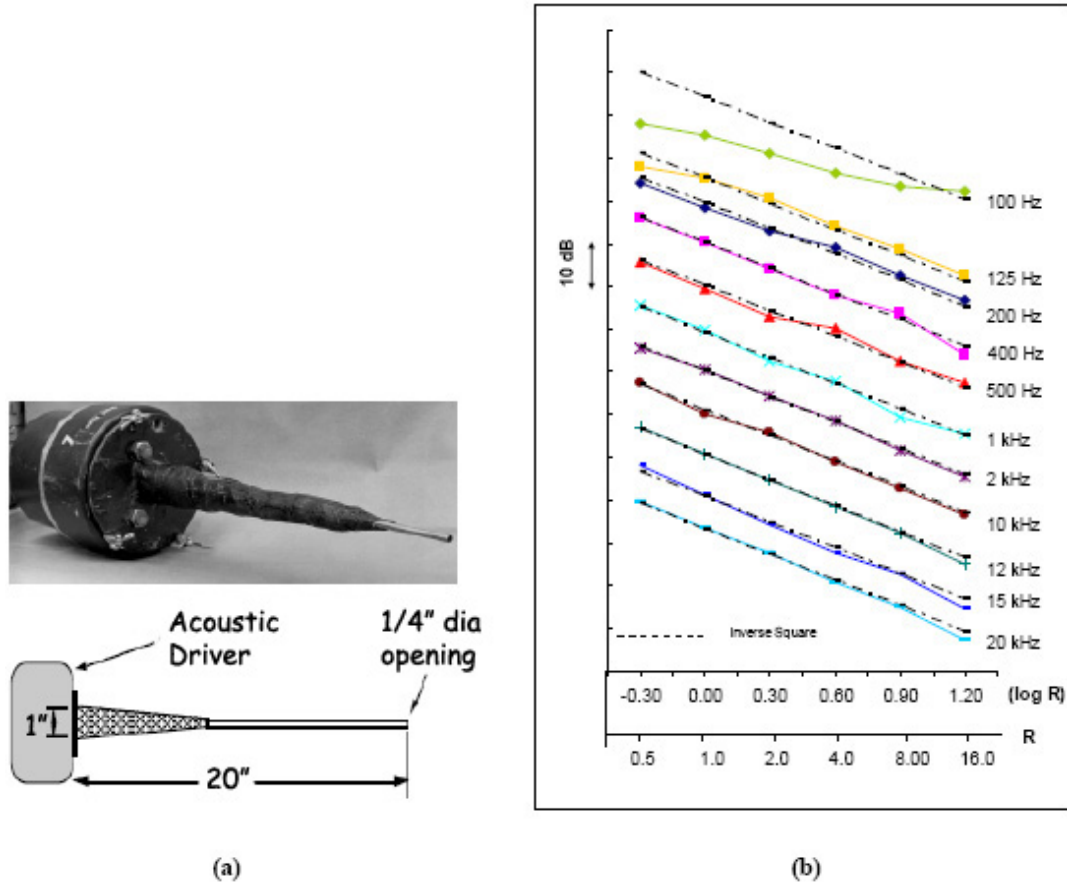 Acoustic
Driver
1/4" dia
opening
1"
20"
(a)
10 dB
100 Hz
125 Hz
200 Hz
400 Hz
500 Hz
1 kHz
2 kHz
10 kHz
12 kHz
15 kHz
20 kHz
Inverse Square
-0.30 0.00 0.30 0.60 0.90 1.20 (log R)
R
0.5 1.0 2.0 4.0 8.00 16.0
(b)